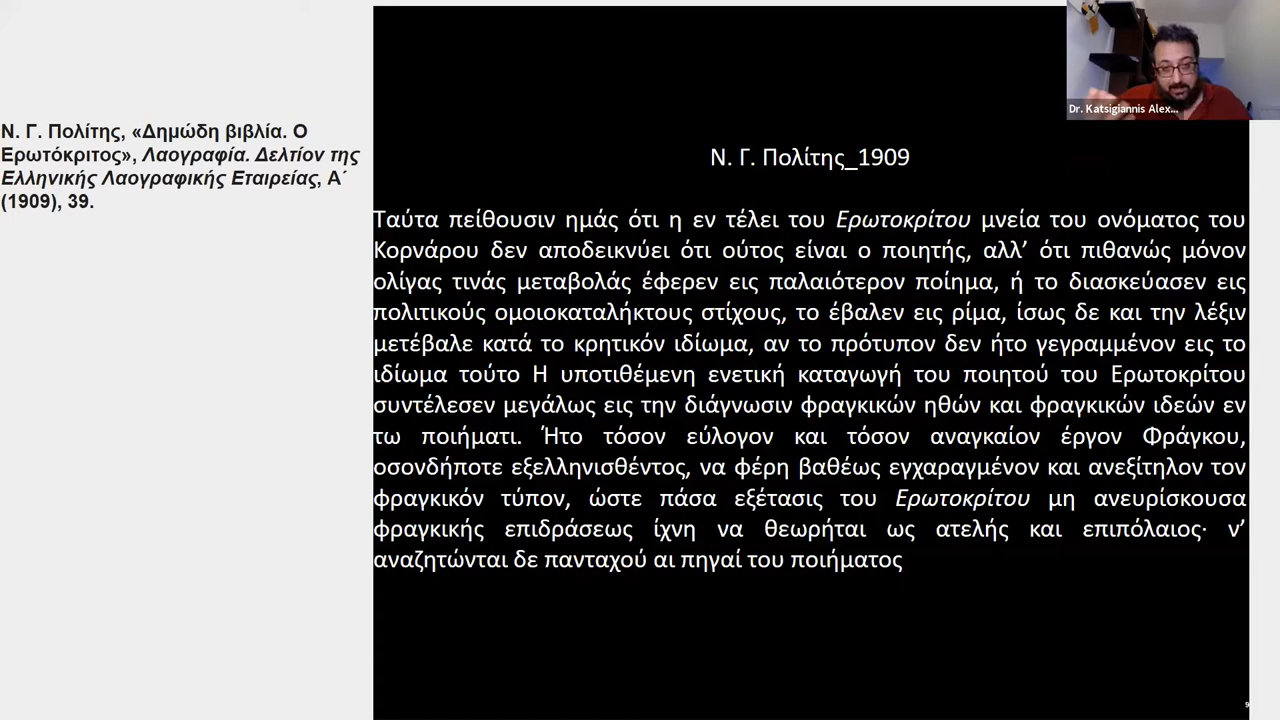 Dr. Katsigiannis Alex...
Ν. Γ. Πολίτης, «Δημώδη βιβλία. Ο
Ερωτόκριτος», Λαογραφία. Δελτίον της
Ελληνικής Λαογραφικής Εταιρείας, Α΄
(1909), 39.
Ν. Γ. Πολίτης_1909
Ταύτα πείθουσιν ημάς ότι η εν τέλει του Ερωτοκρίτου μνεία του ονόματος του
Κορνάρου δεν αποδεικνύει ότι ούτος είναι ο ποιητής, αλλ’ ότι πιθανώς μόνον
ολίγας τινάς μεταβολάς έφερεν εις παλαιότερον ποίημα, ή το διασκεύασεν εις
πολιτικούς ομοιοκαταλήκτους στίχους, το έβαλεν εις ρίμα, ίσως δε και την λέξιν
μετέβαλε κατά το κρητικόν ιδίωμα, αν το πρότυπον δεν ήτο γεγραμμένον εις το
ιδίωμα τούτο Η υποτιθέμενη ενετική καταγωγή του ποιητού του Ερωτοκρίτου
συντέλεσεν μεγάλως εις την διάγνωσιν φραγκικών ηθών και φραγκικών ιδεών εν
τω ποιήματι. Ήτο τόσον εύλογον και τόσον αναγκαίον έργον Φράγκου,
οσονδήποτε εξελληνισθέντος, να φέρη βαθέως εγχαραγμένον και ανεξίτηλον τον
φραγκικόν τύπον, ώστε πάσα εξέτασις του Ερωτοκρίτου μη ανευρίσκουσα
φραγκικής επιδράσεως ίχνη να θεωρήται ως ατελής και επιπόλαιος· ν’
αναζητώνται δε πανταχού αι πηγαί του ποιήματος
9